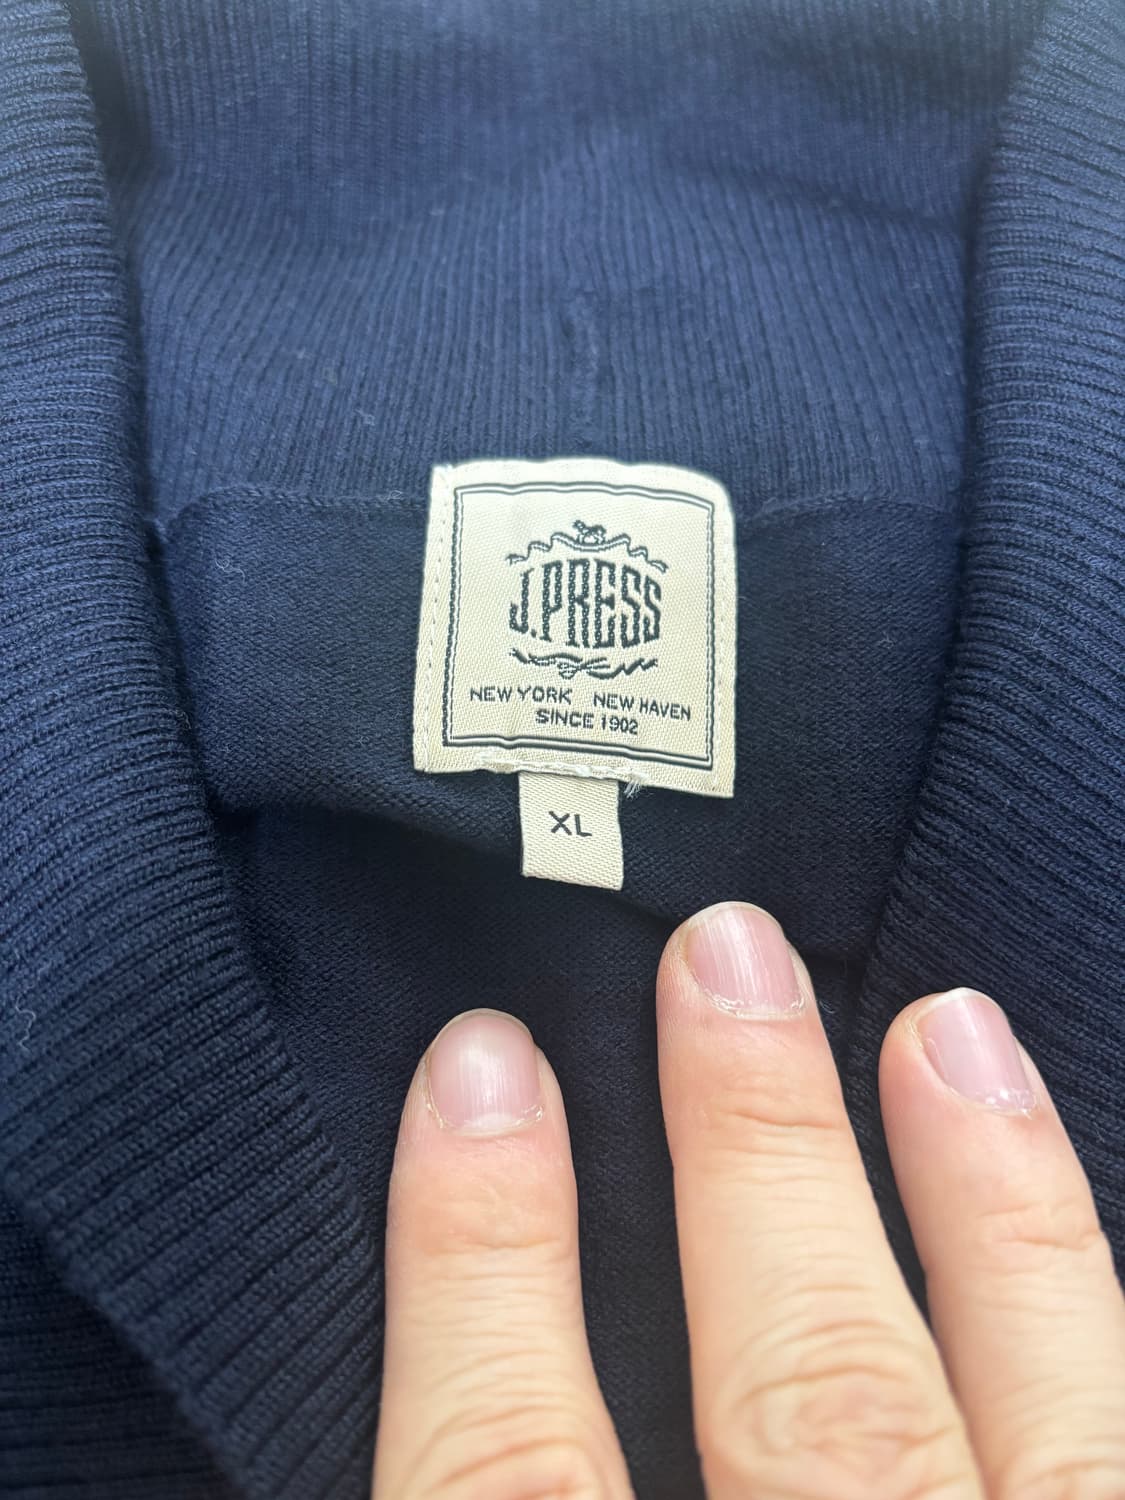 J.PRESS
NEW YORK NEW HAVEN
SINCE 1902
XL